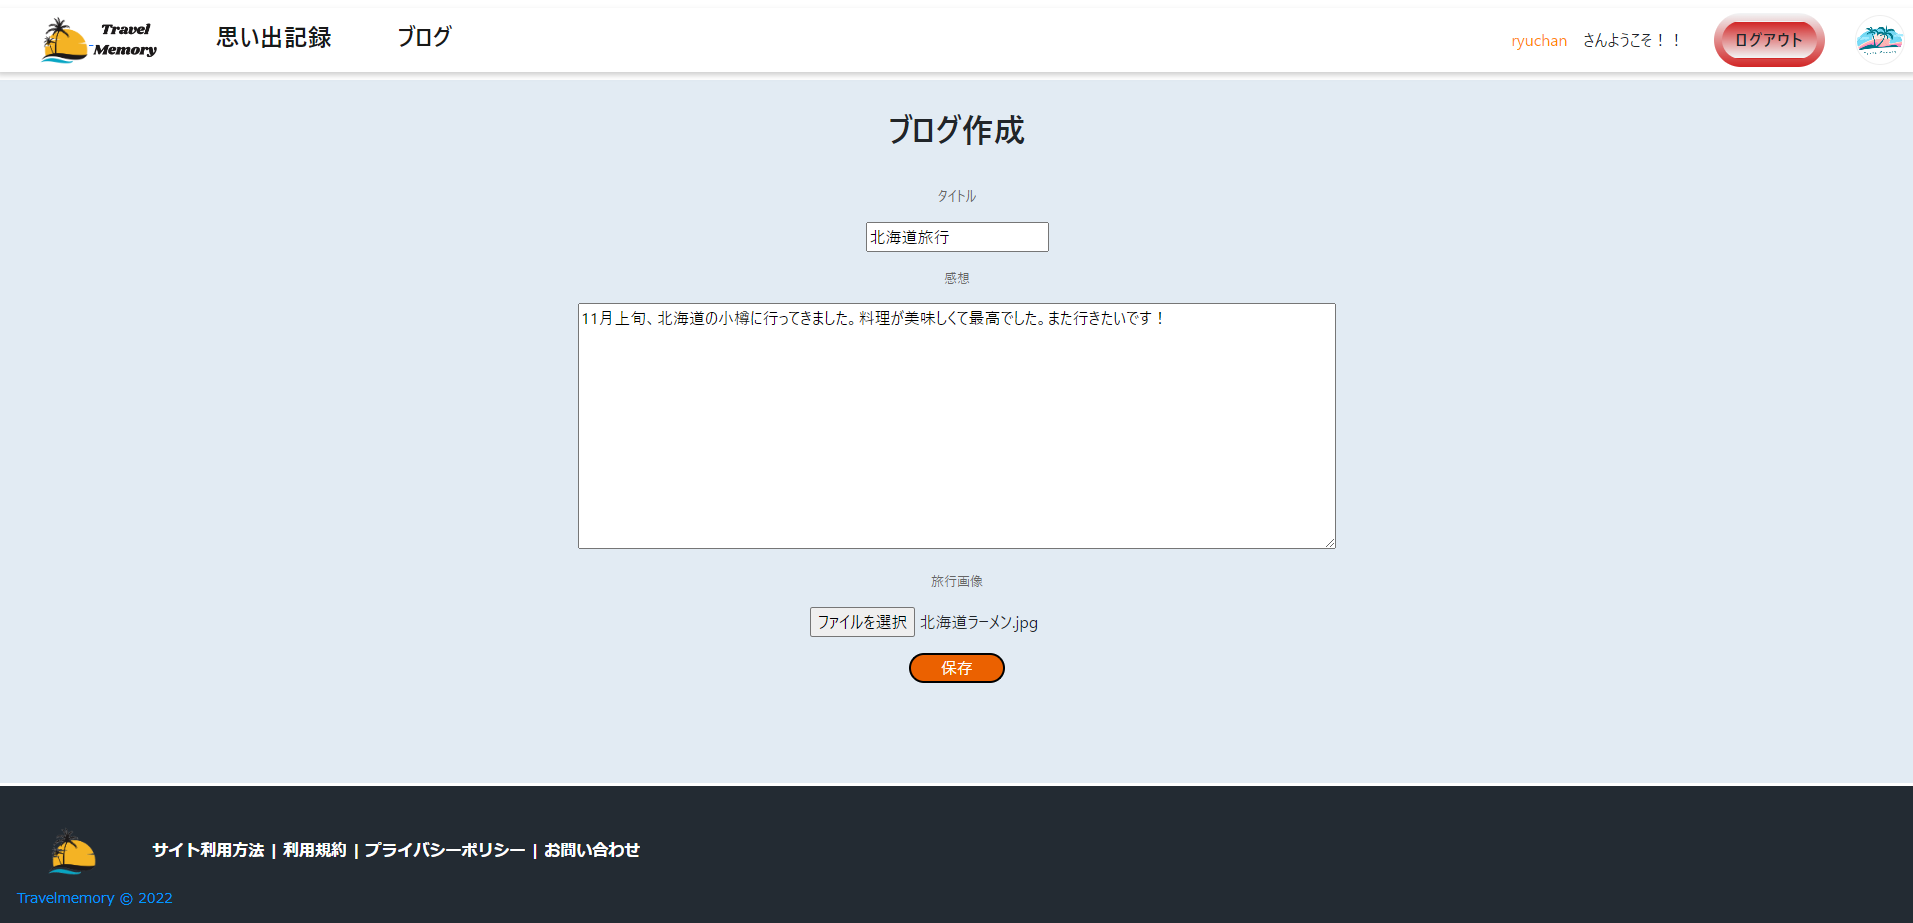 Travel
Memory
思い出記録
ブログ
ryuchan さんようこそ！！
ログアウト
ブログ作成
タイトル
北海道旅行
感想
11月上旬、北海道の小樽に行ってきました。料理が美味しくて最高でした。また行きたいです！
旅行画像
ファイルを選択 北海道ラーメン.jpg
保存
サイト利用方法 | 利用規約 | プライバシーポリシー | お問い合わせ
Travelmemory © 2022